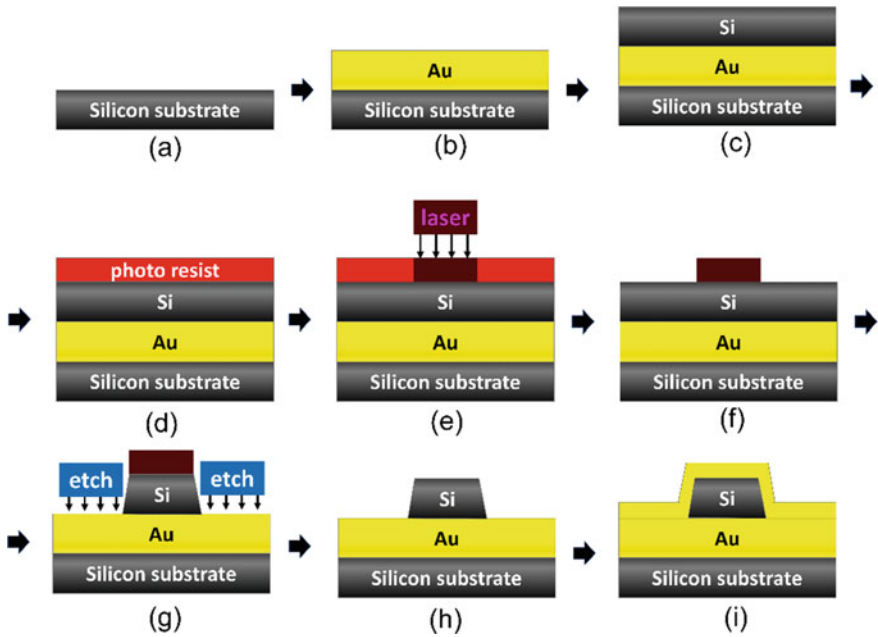 Silicon substrate
(a)
Au
Silicon substrate
(b)
Si
Au
Silicon substrate
(c)
photo resist
Si
Au
Silicon substrate
(d)
laser
Si
Au
Silicon substrate
(e)
Si
Au
Silicon substrate
(f)
etch
etch
Si
Au
Silicon substrate
(g)
Si
Au
Silicon substrate
(h)
Si
Au
Silicon substrate
(i)